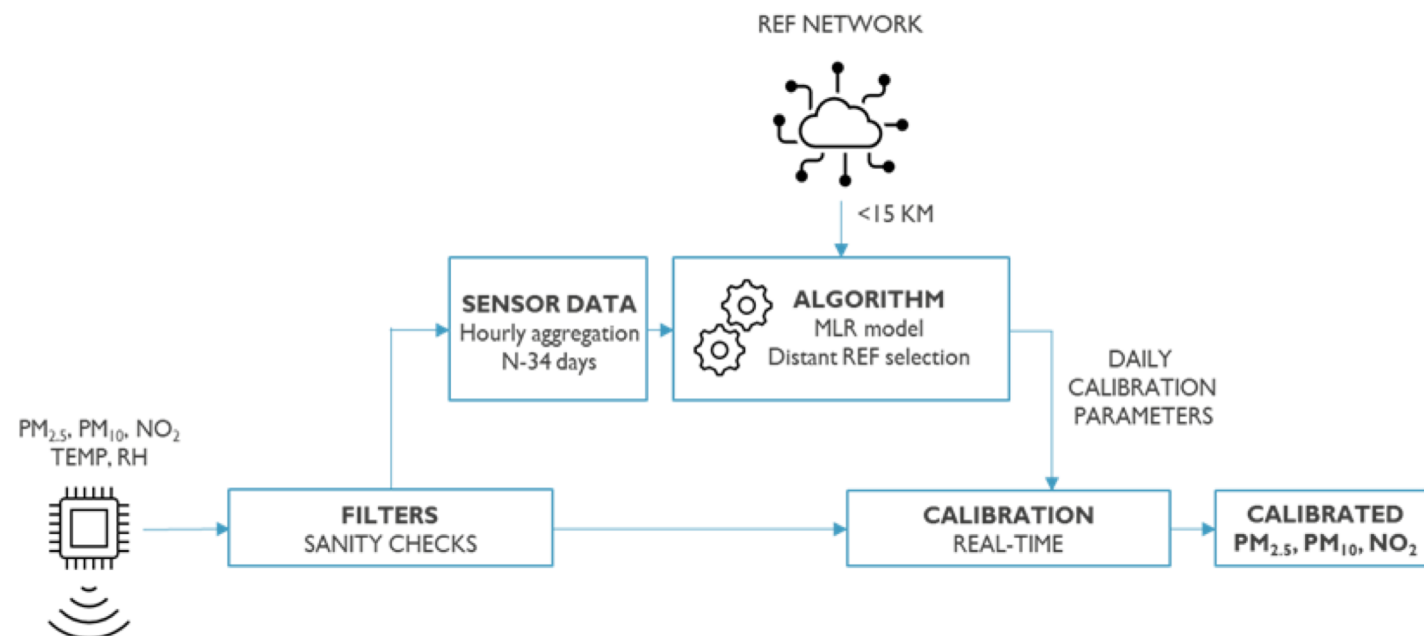 REF NETWORK
<15 KM
SENSOR DATA
Hourly aggregation
N-34 days
ALGORITHM
MLR model
Distant REF selection
DAILY
CALIBRATION
PARAMETERS
PM₂.₅, PM₁₀, NO₂
TEMP, RH
FILTERS
SANITY CHECKS
CALIBRATION
REAL-TIME
CALIBRATED
PM₂.₅, PM₁₀, NO₂